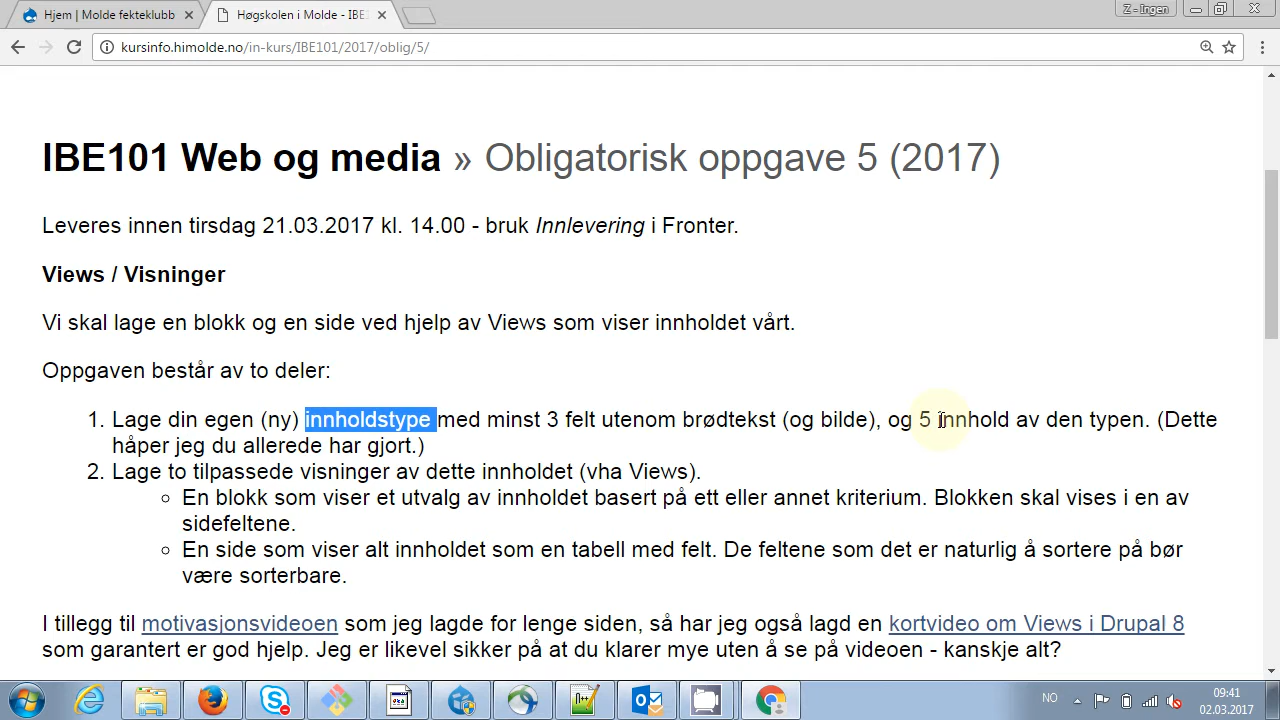 Hjem | Molde fekteklubb
Høgskolen i Molde - IBE1
Z - Ingen
kursinfo.himolde.no/in-kurs/IBE101/2017/oblig/5/
IBE101 Web og media » Obligatorisk oppgave 5 (2017)
Leveres innen tirsdag 21.03.2017 kl. 14.00 - bruk Innlevering i Fronter.
Views / Visninger
Vi skal lage en blokk og en side ved hjelp av Views som viser innholdet vårt.
Oppgaven består av to deler:
1. Lage din egen (ny) innholdstype med minst 3 felt utenom brødtekst (og bilde), og 5 innhold av den typen. (Dette
håper jeg du allerede har gjort.)
2. Lage to tilpassede visninger av dette innholdet (vha Views).
En blokk som viser et utvalg av innholdet basert på ett eller annet kriterium. Blokken skal vises i en av
sidefeltene.
En side som viser alt innholdet som en tabell med felt. De feltene som det er naturlig å sortere på bør
være sorterbare.
I tillegg til motivasjonsvideoen som jeg lagde for lenge siden, så har jeg også lagd en kortvideo om Views i Drupal 8
som garantert er god hjelp. Jeg er likevel sikker på at du klarer mye uten å se på videoen - kanskje alt?
NO
09:41
02.03.2017